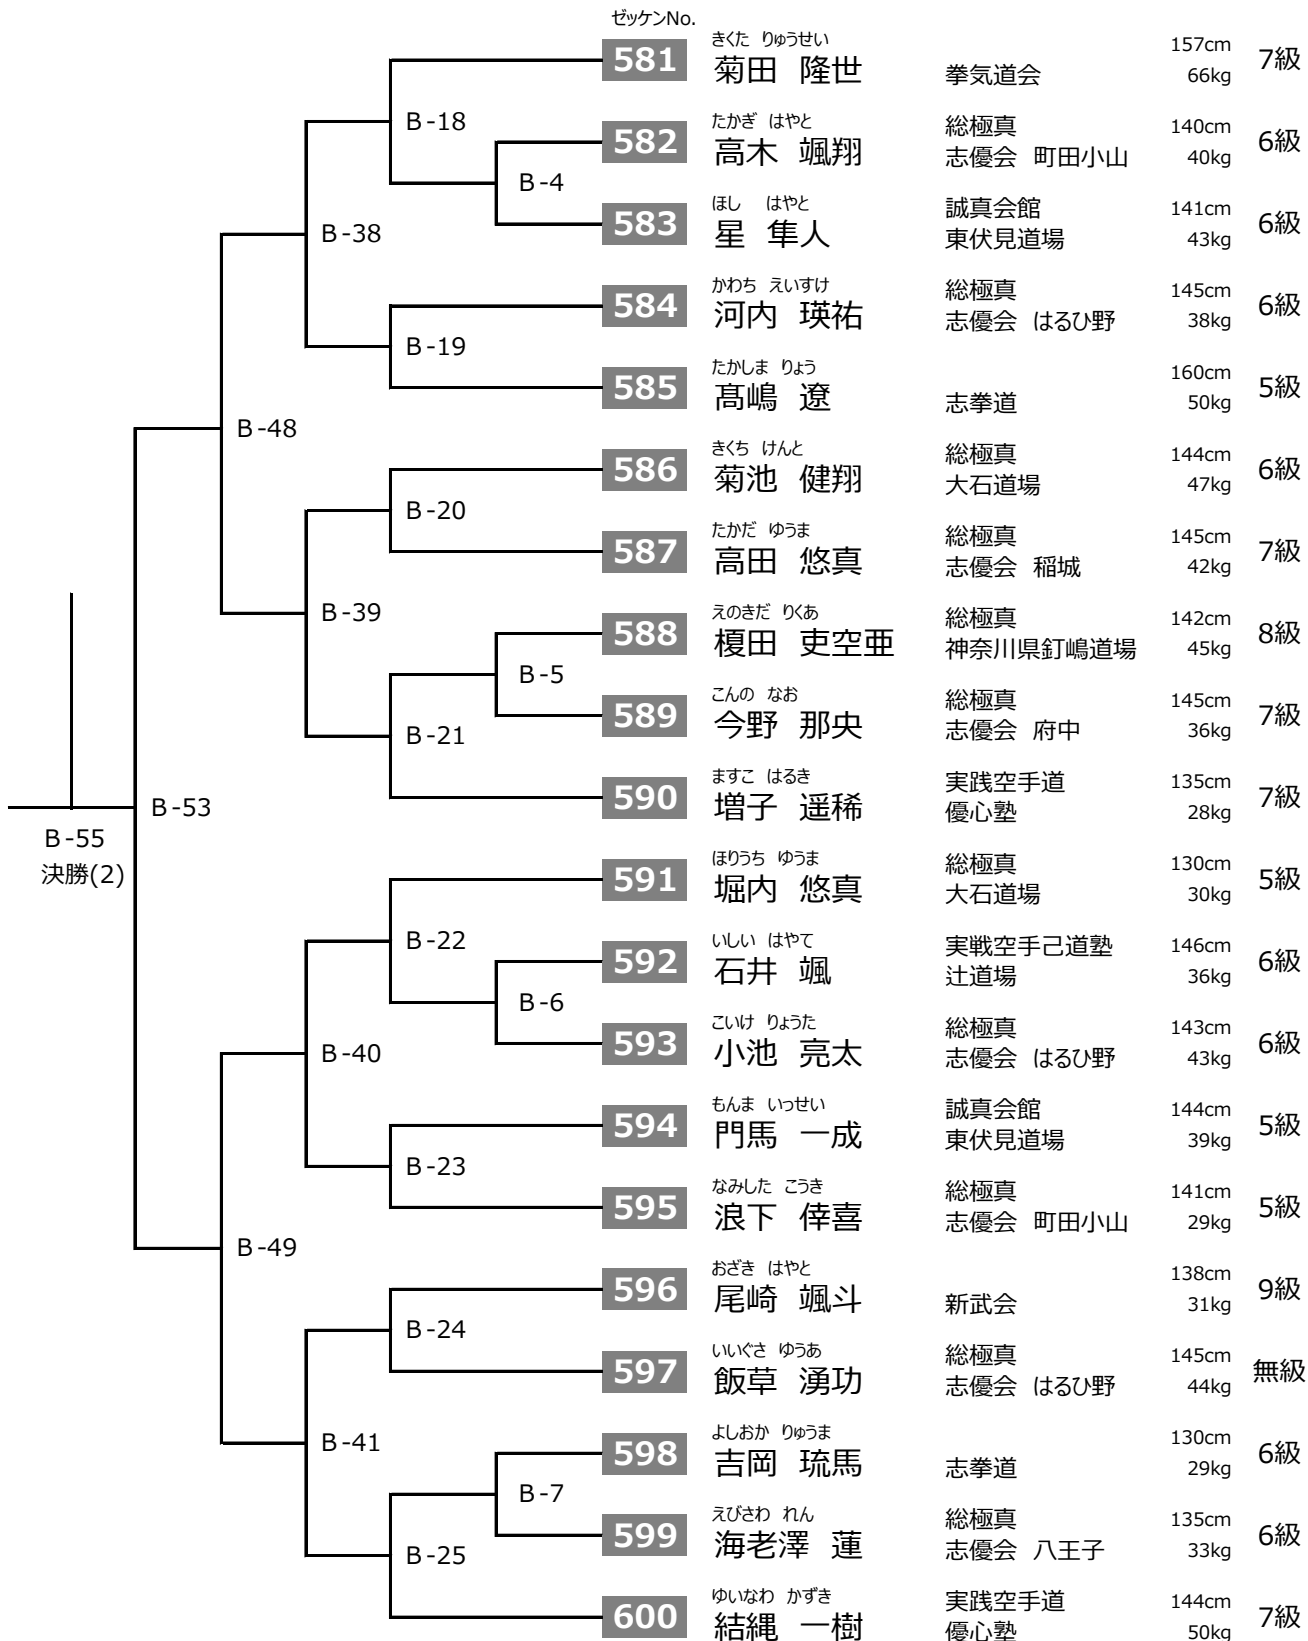 ゼッケンNo.
581 きくた りゅうせい 菊田 隆世 拳気道会 157cm 66kg 7級
B-18
582 たかぎ はやと 高木 颯翔 総極真 志優会 町田小山 140cm 40kg 6級
B-4
583 ほし はやと 星 隼人 誠真会館 東伏見道場 141cm 43kg 6級
B-38
584 かわち えいすけ 河内 瑛祐 総極真 志優会 はるひ野 145cm 38kg 6級
B-19
585 たかしま りょう 髙嶋 遼 志拳道 160cm 50kg 5級
B-48
586 きくち けんと 菊池 健翔 総極真 大石道場 144cm 47kg 6級
B-20
587 たかだ ゆうま 高田 悠真 総極真 志優会 稲城 145cm 42kg 7級
B-39
588 えのきだ りくあ 榎田 吏空亜 総極真 神奈川県釘嶋道場 142cm 45kg 8級
B-5
589 こんの なお 今野 那央 総極真 志優会 府中 145cm 36kg 7級
B-21
590 ますこ はるき 増子 遥稀 実践空手道 優心塾 135cm 28kg 7級
B-53
B-55
決勝(2)
591 ほりうち ゆうま 堀内 悠真 総極真 大石道場 130cm 30kg 5級
B-22
592 いしい はやて 石井 颯 実戦空手己道塾 辻道場 146cm 36kg 6級
B-6
593 こいけ りょうた 小池 亮太 総極真 志優会 はるひ野 143cm 43kg 6級
B-40
594 もんま いっせい 門馬 一成 誠真会館 東伏見道場 144cm 39kg 5級
B-23
595 なみした こうき 浪下 倖喜 総極真 志優会 町田小山 141cm 29kg 5級
B-49
596 おざき はやと 尾崎 颯斗 新武会 138cm 31kg 9級
B-24
597 いいぐさ ゆうあ 飯草 湧功 総極真 志優会 はるひ野 145cm 44kg 無級
B-41
598 よしおか りゅうま 吉岡 琉馬 志拳道 130cm 29kg 6級
B-7
599 えびさわ れん 海老澤 蓮 総極真 志優会 八王子 135cm 33kg 6級
B-25
600 ゆいなわ かずき 結縄 一樹 実践空手道 優心塾 144cm 50kg 7級